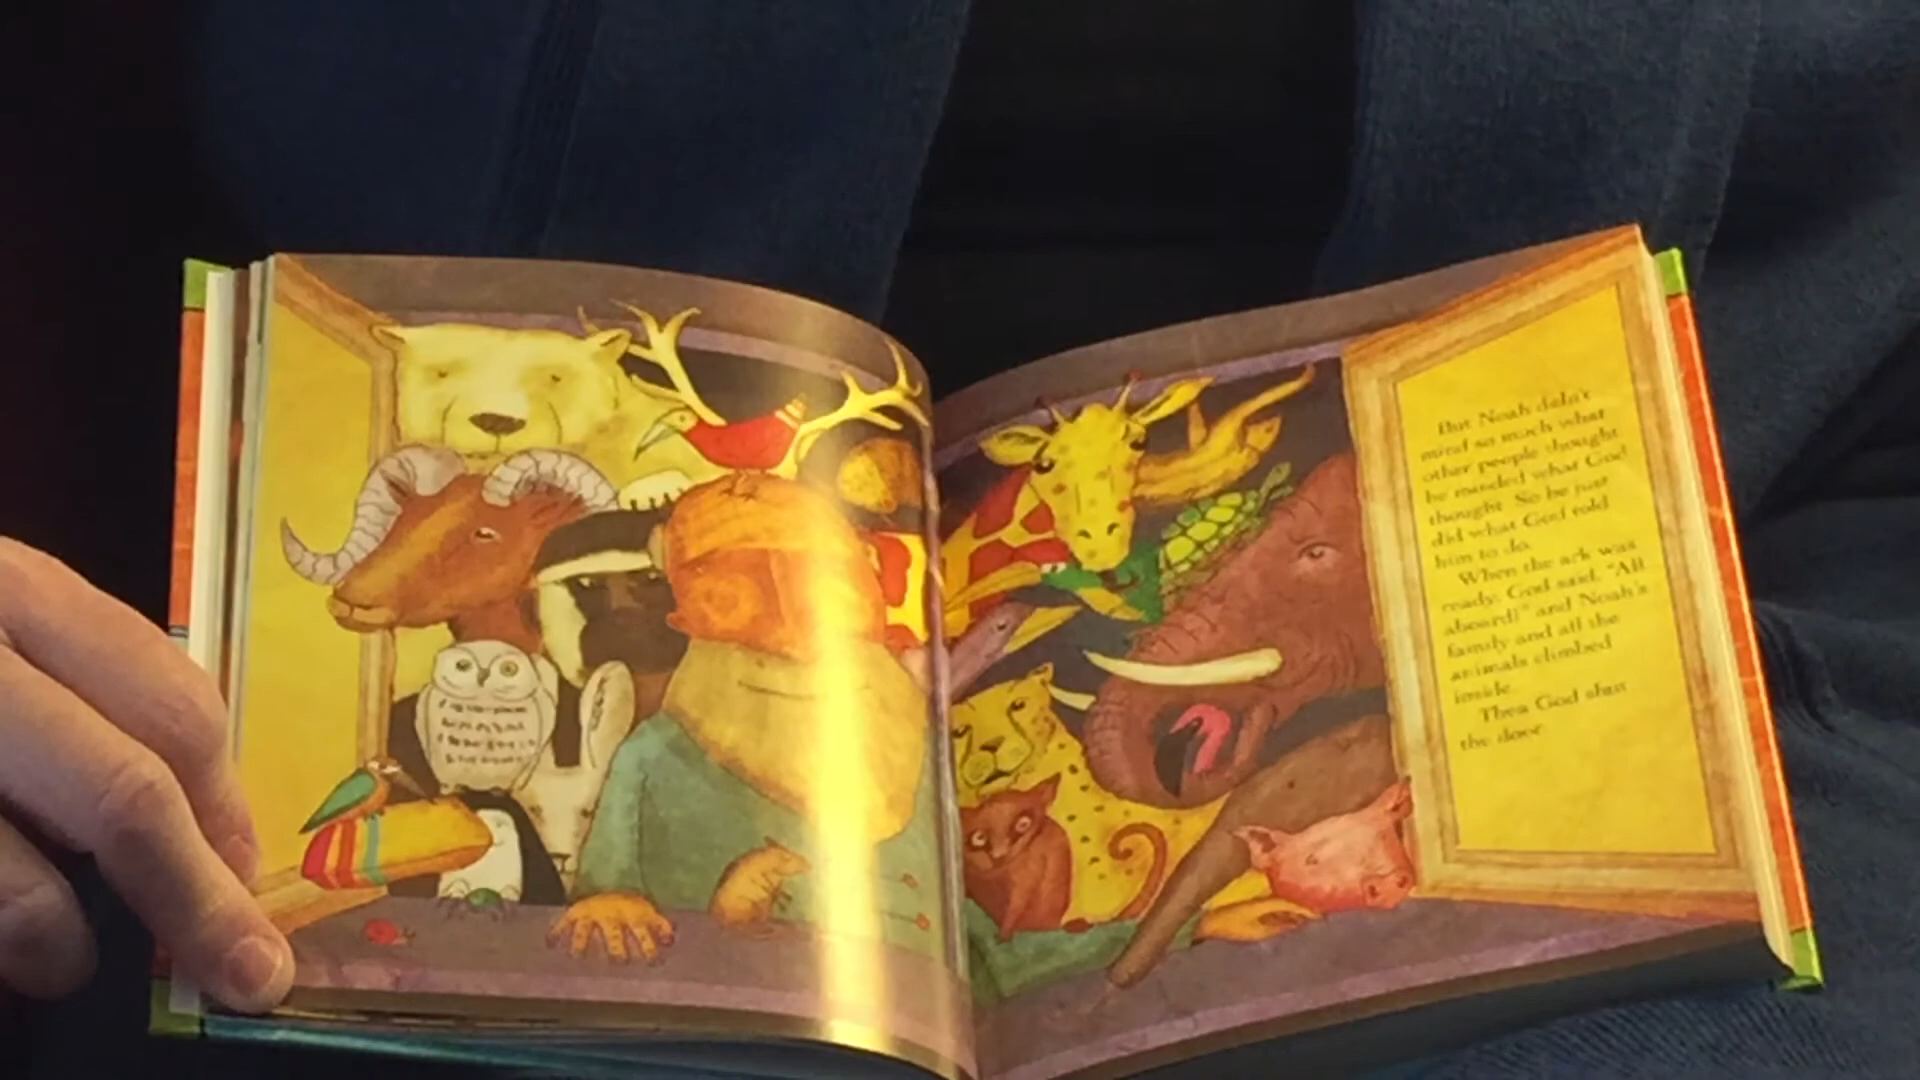 But Noah didn't
mind so much what
other people thought
he minded what God
thought. So he just
did what God told
him to do.
When the ark was
ready, God said, "All
aboard!" and Noah's
family and all the
animals climbed
inside.
Then God shut
the door.